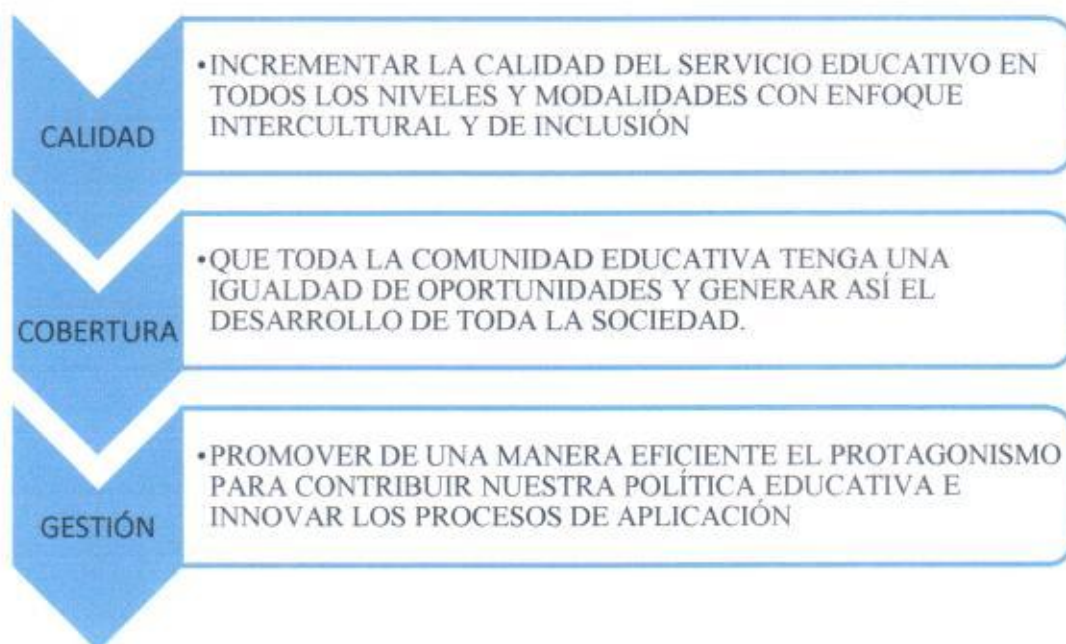 CALIDAD
•INCREMENTAR LA CALIDAD DEL SERVICIO EDUCATIVO EN
TODOS LOS NIVELES Y MODALIDADES CON ENFOQUE
INTERCULTURAL Y DE INCLUSIÓN
COBERTURA
•QUE TODA LA COMUNIDAD EDUCATIVA TENGA UNA
IGUALDAD DE OPORTUNIDADES Y GENERAR ASÍ EL
DESARROLLO DE TODA LA SOCIEDAD.
GESTIÓN
•PROMOVER DE UNA MANERA EFICIENTE EL PROTAGONISMO
PARA CONTRIBUIR NUESTRA POLÍTICA EDUCATIVA E
INNOVAR LOS PROCESOS DE APLICACIÓN